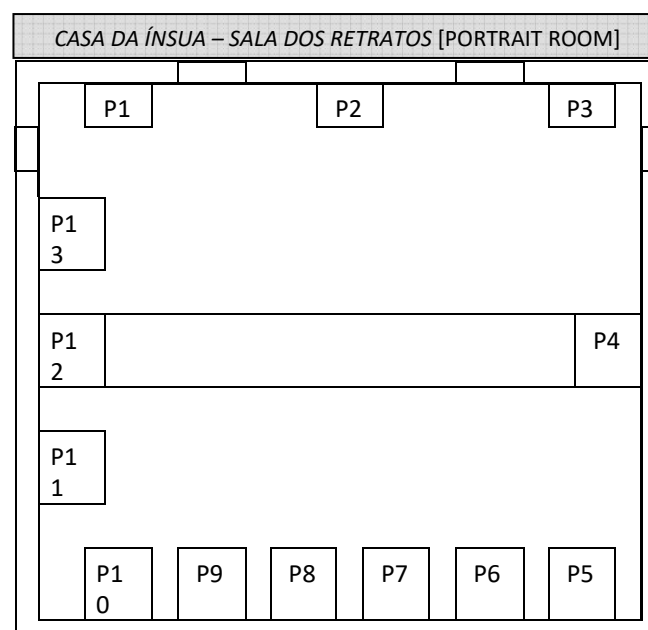 CASA DA ÍNSUA – SALA DOS RETRATOS [PORTRAIT ROOM]
P1 P2 P3
P1
3
P1
2
P4
P1
1
P1
0
P9 P8 P7 P6 P5